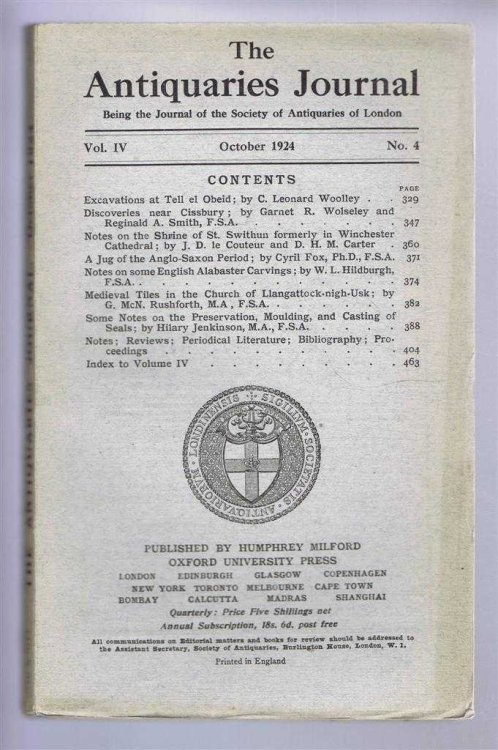 The
Antiquaries Journal
Being the Journal of the Society of Antiquaries of London
Vol. IV October 1924 No. 4
CONTENTS
PAGE
Excavations at Tell el Obeid; by C. Leonard Woolley . . 329
Discoveries near Cissbury; by Garnet R. Wolseley and
Reginald A. Smith, F.S.A. . . . . . . 347
Notes on the Shrine of St. Swithun formerly in Winchester
Cathedral; by J. D. le Couteur and D. H. M. Carter . 360
A Jug of the Anglo-Saxon Period; by Cyril Fox, Ph.D., F.S.A. 371
Notes on some English Alabaster Carvings; by W. L. Hildburgh,
F.S.A. . . . . . . . . . . 374
Medieval Tiles in the Church of Llangattock-nigh-Usk; by
G. McN. Rushforth, M.A., F.S.A. . . . . . 382
Some Notes on the Preservation, Moulding, and Casting of
Seals; by Hilary Jenkinson, M.A., F.S.A. . . . . 388
Notes; Reviews; Periodical Literature; Bibliography; Pro-
ceedings . . . . . . . . . . 404
Index to Volume IV . . . . . . . . 463
SIGILLVM · SOCIETATIS · ANTIQVARIORVM · LONDINENSIS
PUBLISHED BY HUMPHREY MILFORD
OXFORD UNIVERSITY PRESS
LONDON EDINBURGH GLASGOW COPENHAGEN
NEW YORK TORONTO MELBOURNE CAPE TOWN
BOMBAY CALCUTTA MADRAS SHANGHAI
Quarterly: Price Five Shillings net
Annual Subscription, 18s. 6d. post free
All communications on Editorial matters and books for review should be addressed to
the Assistant Secretary, Society of Antiquaries, Burlington House, London, W. 1.
Printed in England